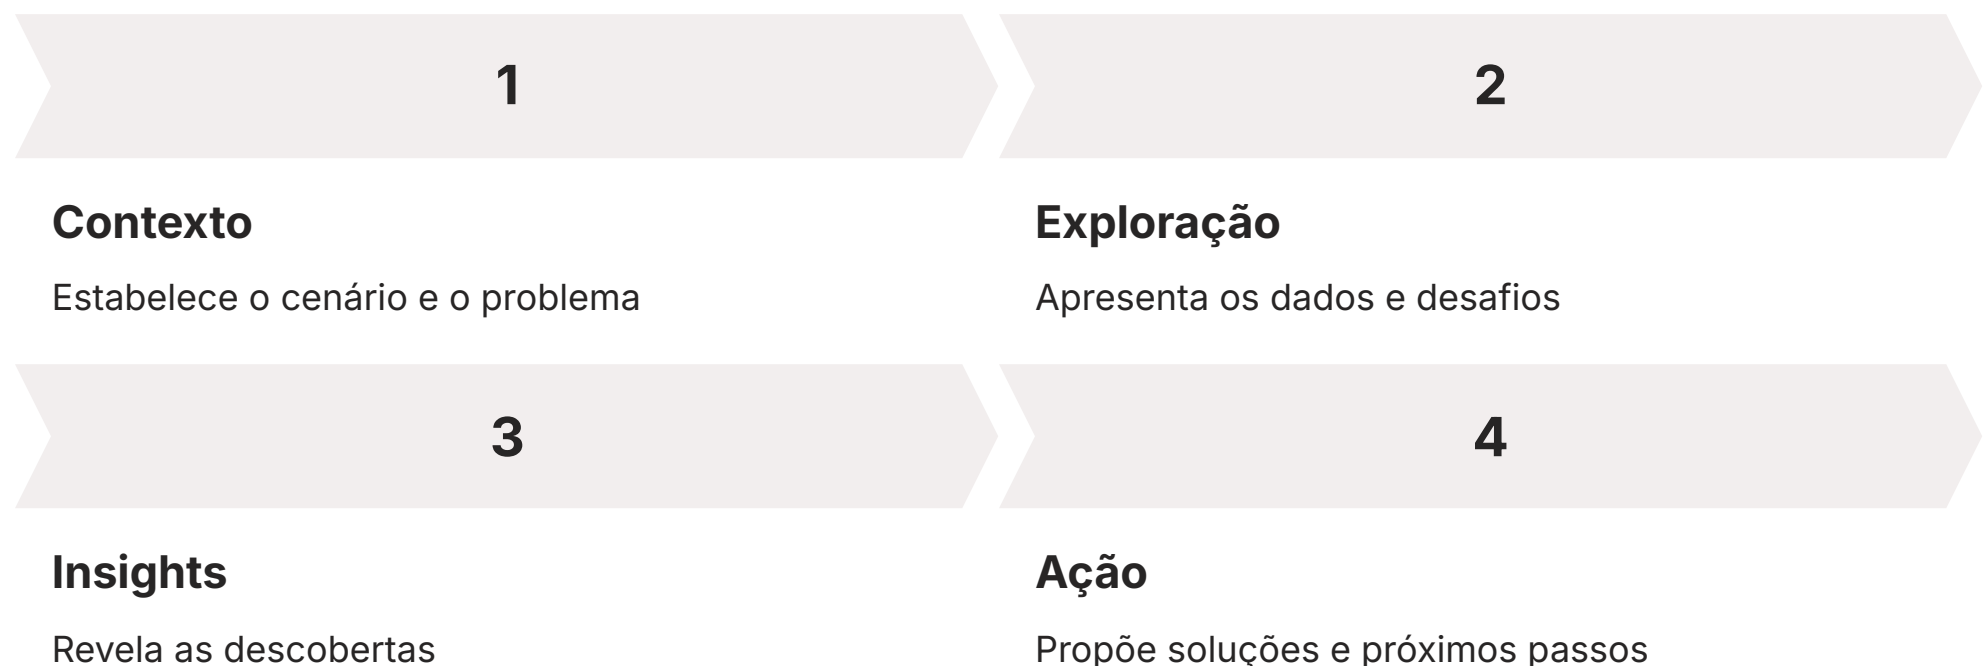 1
2
Contexto
Estabelece o cenário e o problema
Exploração
Apresenta os dados e desafios
3
4
Insights
Revela as descobertas
Ação
Propõe soluções e próximos passos